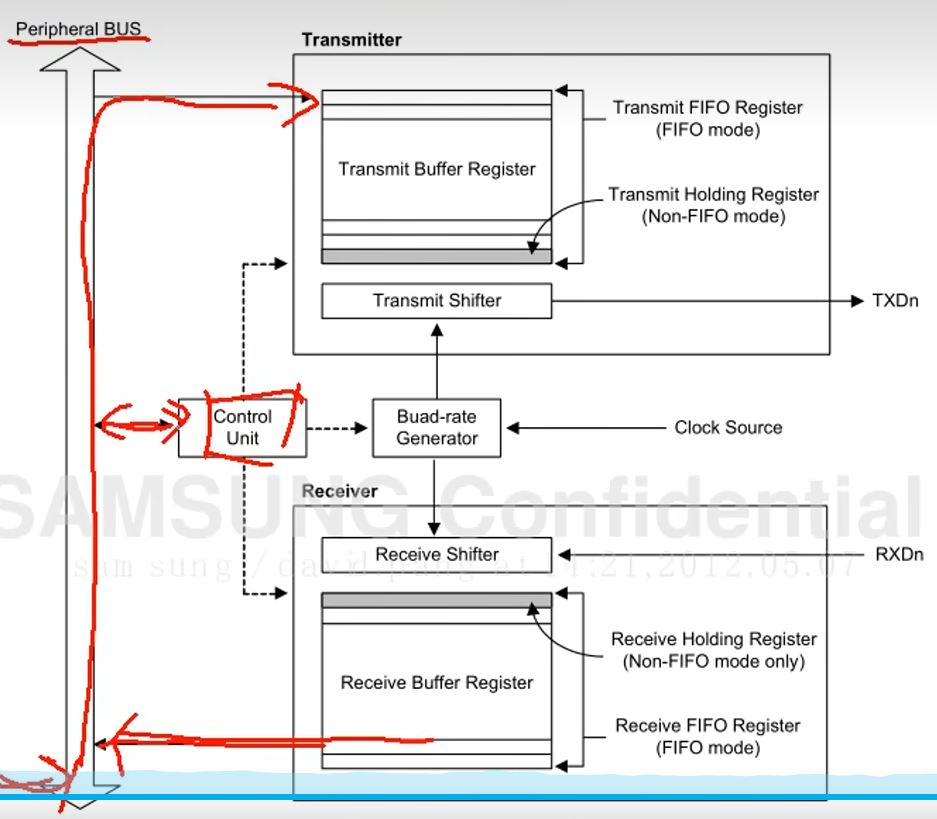 Peripheral BUS
Transmitter
Transmit FIFO Register
(FIFO mode)
Transmit Buffer Register
Transmit Holding Register
(Non-FIFO mode)
Transmit Shifter
TXDn
Control
Unit
Buad-rate
Generator
Clock Source
SAMSUNG Confidential
Receiver
Receive Shifter
RXDn
sam sung / david.pang at 14:21,2012.05.07
Receive Holding Register
(Non-FIFO mode only)
Receive Buffer Register
Receive FIFO Register
(FIFO mode)